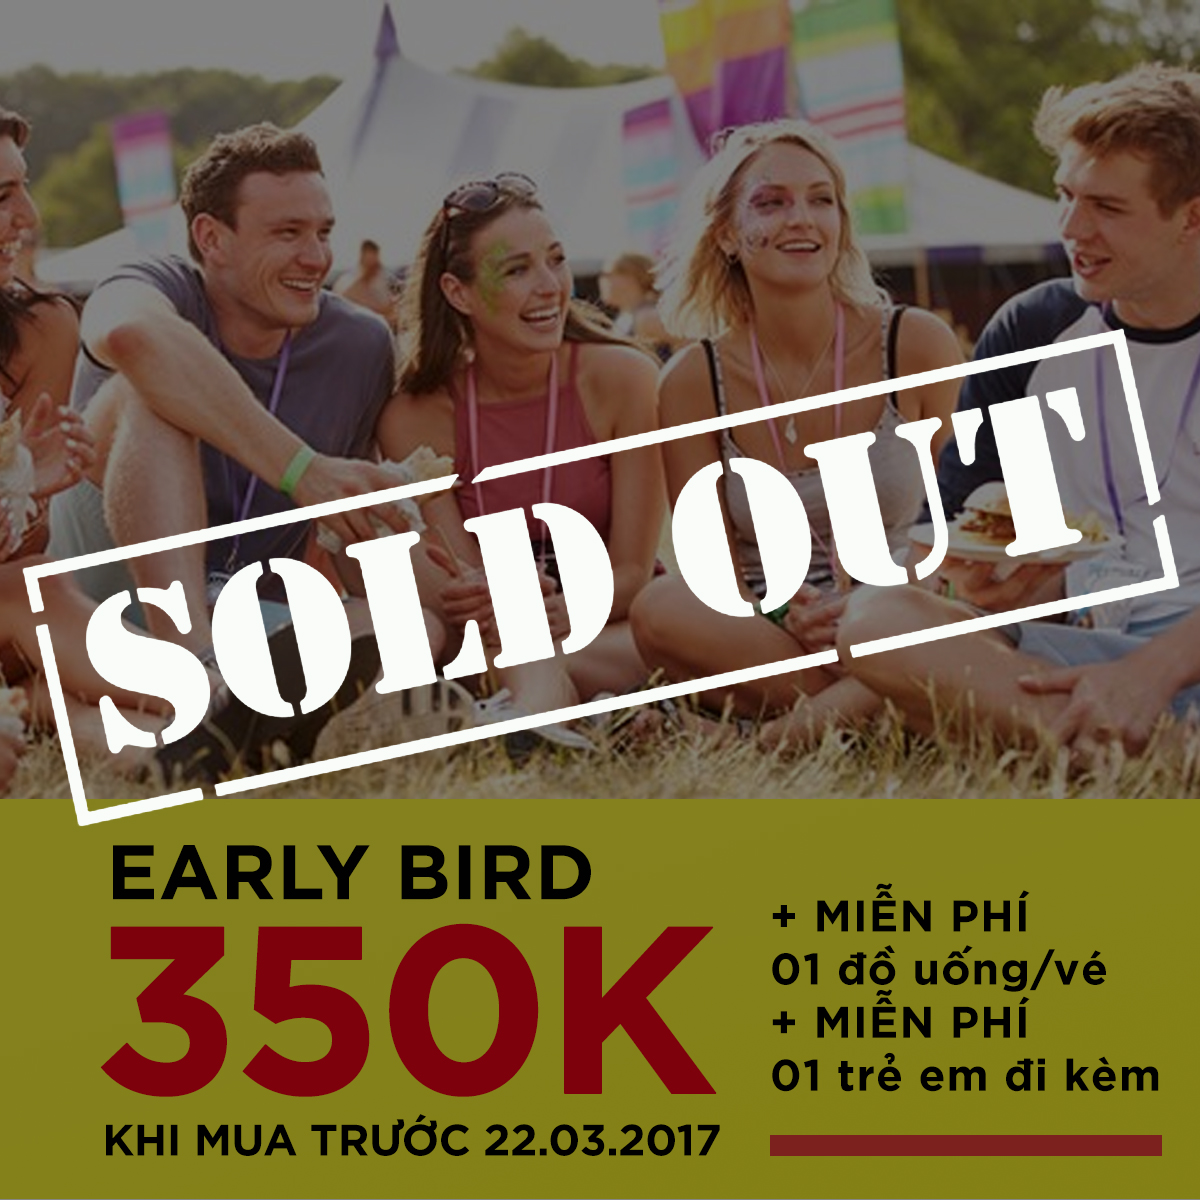 SOLD OUT
EARLY BIRD
350K
KHI MUA TRƯỚC 22.03.2017
+ MIỄN PHÍ
01 đồ uống/vé
+ MIỄN PHÍ
01 trẻ em đi kèm